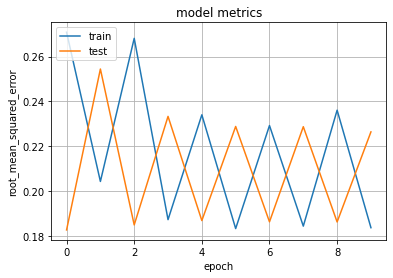 model metrics
train
test
root_mean_squared_error
0.26
0.24
0.22
0.20
0.18
0
2
4
6
8
epoch